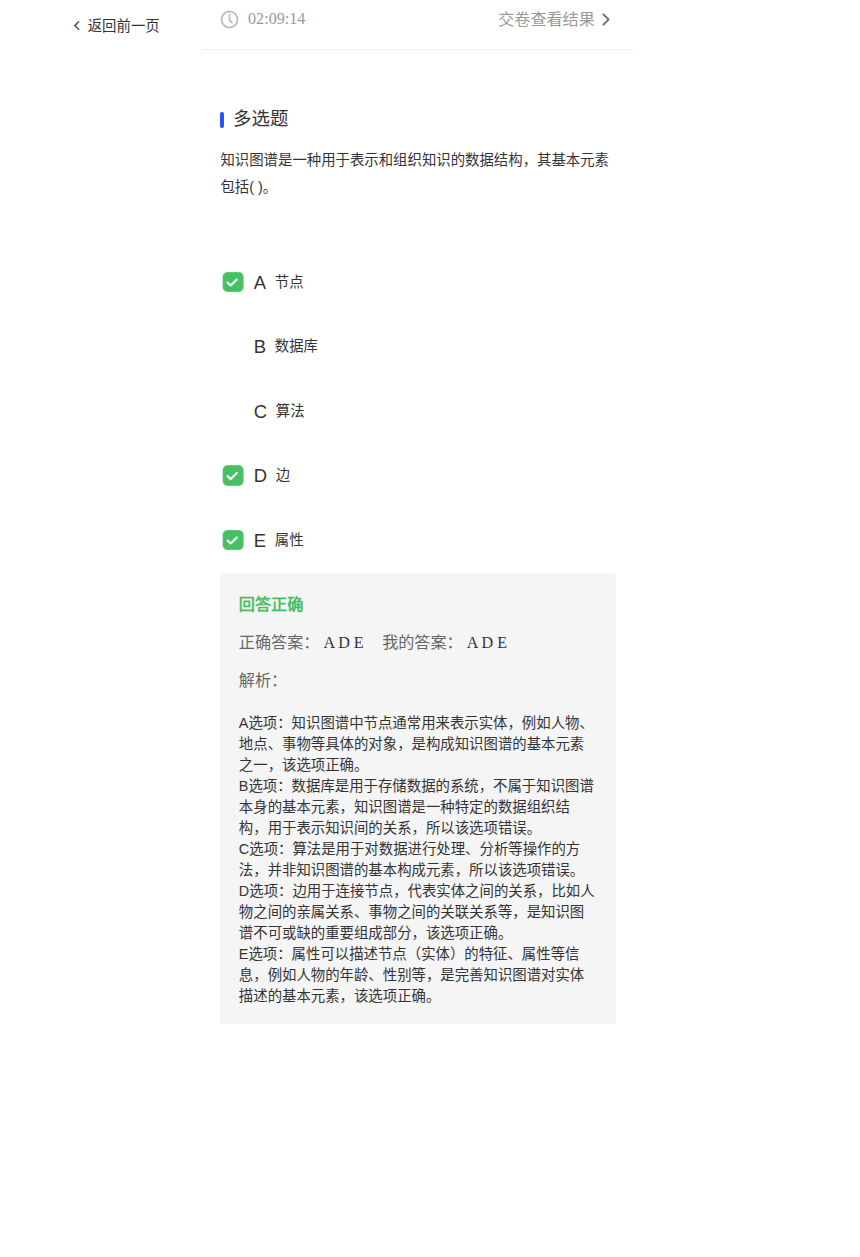 返回前一页
02:09:14
交卷查看结果
多选题
知识图谱是一种用于表示和组织知识的数据结构，其基本元素
包括( )。
A 节点
B 数据库
C 算法
D 边
E 属性
回答正确
正确答案： A D E 我的答案： A D E
解析：
A选项：知识图谱中节点通常用来表示实体，例如人物、
地点、事物等具体的对象，是构成知识图谱的基本元素
之一，该选项正确。
B选项：数据库是用于存储数据的系统，不属于知识图谱
本身的基本元素，知识图谱是一种特定的数据组织结
构，用于表示知识间的关系，所以该选项错误。
C选项：算法是用于对数据进行处理、分析等操作的方
法，并非知识图谱的基本构成元素，所以该选项错误。
D选项：边用于连接节点，代表实体之间的关系，比如人
物之间的亲属关系、事物之间的关联关系等，是知识图
谱不可或缺的重要组成部分，该选项正确。
E选项：属性可以描述节点（实体）的特征、属性等信
息，例如人物的年龄、性别等，是完善知识图谱对实体
描述的基本元素，该选项正确。